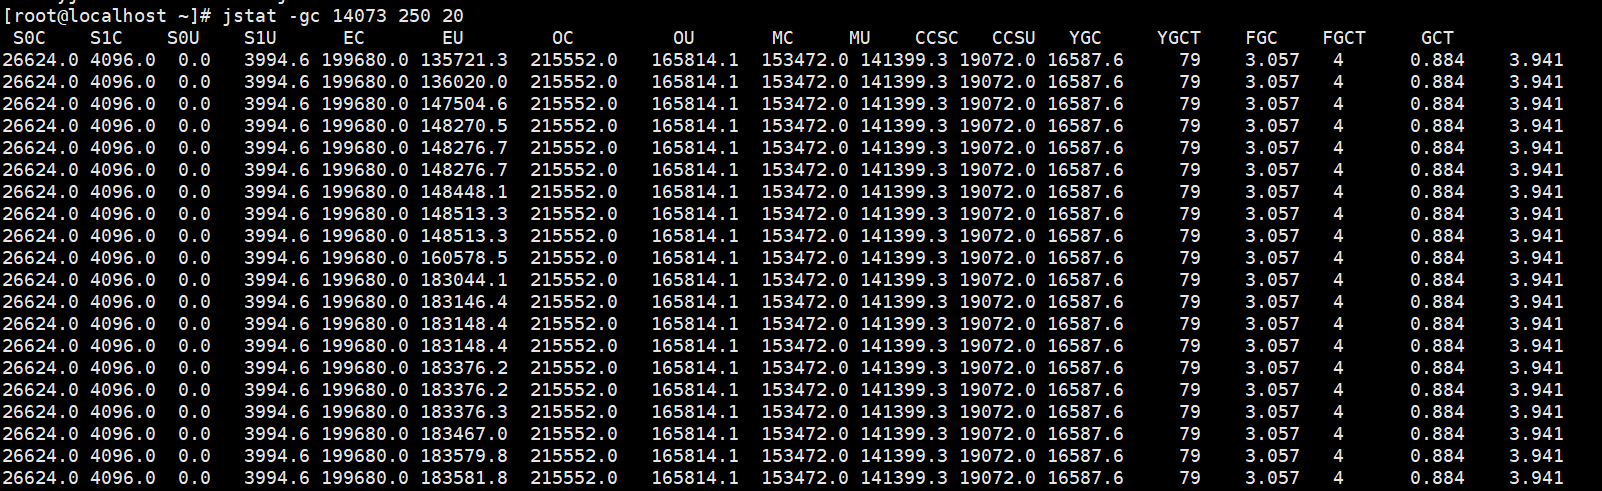 [root@localhost ~]# jstat -gc 14073 250 20
S0C S1C S0U S1U EC EU OC OU MC MU CCSC CCSU YGC YGCT FGC FGCT GCT
26624.0 4096.0 0.0 3994.6 199680.0 135721.3 215552.0 165814.1 153472.0 141399.3 19072.0 16587.6 79 3.057 4 0.884 3.941
26624.0 4096.0 0.0 3994.6 199680.0 136020.0 215552.0 165814.1 153472.0 141399.3 19072.0 16587.6 79 3.057 4 0.884 3.941
26624.0 4096.0 0.0 3994.6 199680.0 147504.6 215552.0 165814.1 153472.0 141399.3 19072.0 16587.6 79 3.057 4 0.884 3.941
26624.0 4096.0 0.0 3994.6 199680.0 148270.5 215552.0 165814.1 153472.0 141399.3 19072.0 16587.6 79 3.057 4 0.884 3.941
26624.0 4096.0 0.0 3994.6 199680.0 148276.7 215552.0 165814.1 153472.0 141399.3 19072.0 16587.6 79 3.057 4 0.884 3.941
26624.0 4096.0 0.0 3994.6 199680.0 148276.7 215552.0 165814.1 153472.0 141399.3 19072.0 16587.6 79 3.057 4 0.884 3.941
26624.0 4096.0 0.0 3994.6 199680.0 148448.1 215552.0 165814.1 153472.0 141399.3 19072.0 16587.6 79 3.057 4 0.884 3.941
26624.0 4096.0 0.0 3994.6 199680.0 148513.3 215552.0 165814.1 153472.0 141399.3 19072.0 16587.6 79 3.057 4 0.884 3.941
26624.0 4096.0 0.0 3994.6 199680.0 148513.3 215552.0 165814.1 153472.0 141399.3 19072.0 16587.6 79 3.057 4 0.884 3.941
26624.0 4096.0 0.0 3994.6 199680.0 160578.5 215552.0 165814.1 153472.0 141399.3 19072.0 16587.6 79 3.057 4 0.884 3.941
26624.0 4096.0 0.0 3994.6 199680.0 183044.1 215552.0 165814.1 153472.0 141399.3 19072.0 16587.6 79 3.057 4 0.884 3.941
26624.0 4096.0 0.0 3994.6 199680.0 183146.4 215552.0 165814.1 153472.0 141399.3 19072.0 16587.6 79 3.057 4 0.884 3.941
26624.0 4096.0 0.0 3994.6 199680.0 183148.4 215552.0 165814.1 153472.0 141399.3 19072.0 16587.6 79 3.057 4 0.884 3.941
26624.0 4096.0 0.0 3994.6 199680.0 183148.4 215552.0 165814.1 153472.0 141399.3 19072.0 16587.6 79 3.057 4 0.884 3.941
26624.0 4096.0 0.0 3994.6 199680.0 183376.2 215552.0 165814.1 153472.0 141399.3 19072.0 16587.6 79 3.057 4 0.884 3.941
26624.0 4096.0 0.0 3994.6 199680.0 183376.2 215552.0 165814.1 153472.0 141399.3 19072.0 16587.6 79 3.057 4 0.884 3.941
26624.0 4096.0 0.0 3994.6 199680.0 183376.3 215552.0 165814.1 153472.0 141399.3 19072.0 16587.6 79 3.057 4 0.884 3.941
26624.0 4096.0 0.0 3994.6 199680.0 183467.0 215552.0 165814.1 153472.0 141399.3 19072.0 16587.6 79 3.057 4 0.884 3.941
26624.0 4096.0 0.0 3994.6 199680.0 183579.8 215552.0 165814.1 153472.0 141399.3 19072.0 16587.6 79 3.057 4 0.884 3.941
26624.0 4096.0 0.0 3994.6 199680.0 183581.8 215552.0 165814.1 153472.0 141399.3 19072.0 16587.6 79 3.057 4 0.884 3.941